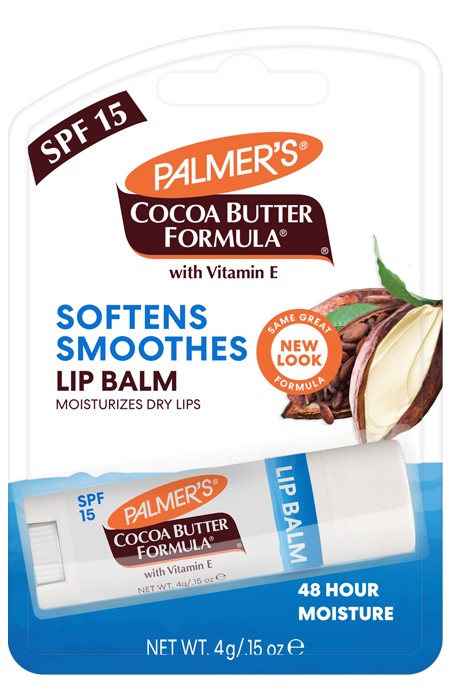 SPF 15
PALMER'S®
COCOA BUTTER
FORMULA®
®
with Vitamin E
SOFTENS
SMOOTHES
LIP BALM
MOISTURIZES DRY LIPS
SAME GREAT
NEW
LOOK
FORMULA
SPF
15
PALMER'S®
COCOA BUTTER
FORMULA®
with Vitamin E
NET WT. 4g/.15 oz ℮
LIP BALM
48 HOUR
MOISTURE
NET WT. 4g/.15 oz ℮